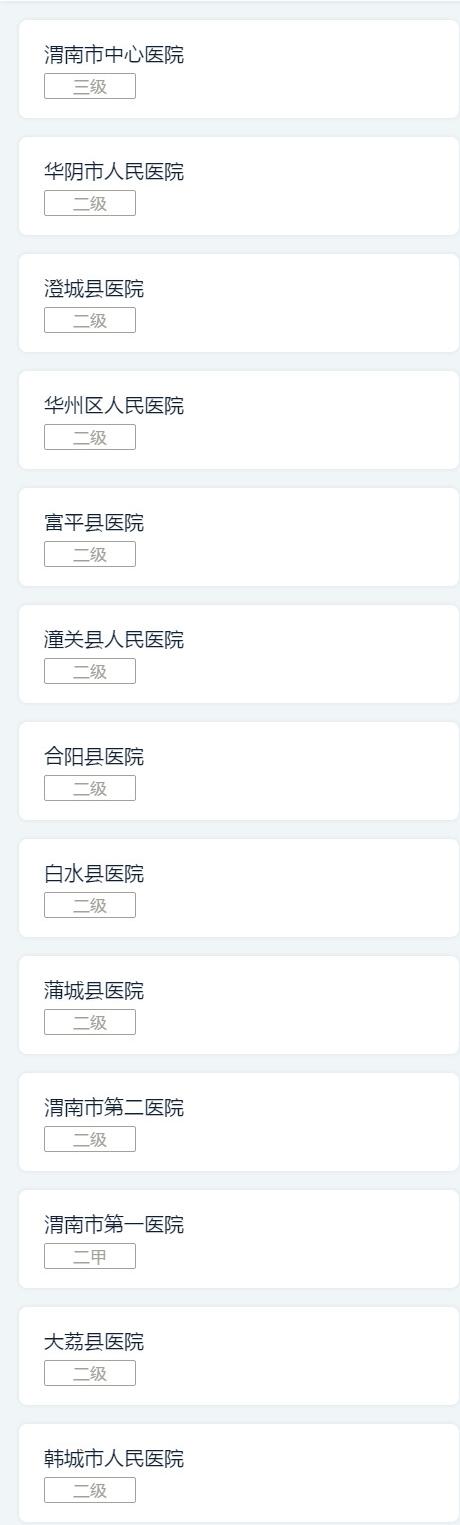 渭南市中心医院
三级
华阴市人民医院
二级
澄城县医院
二级
华州区人民医院
二级
富平县医院
二级
潼关县人民医院
二级
合阳县医院
二级
白水县医院
二级
蒲城县医院
二级
渭南市第二医院
二级
渭南市第一医院
二甲
大荔县医院
二级
韩城市人民医院
二级